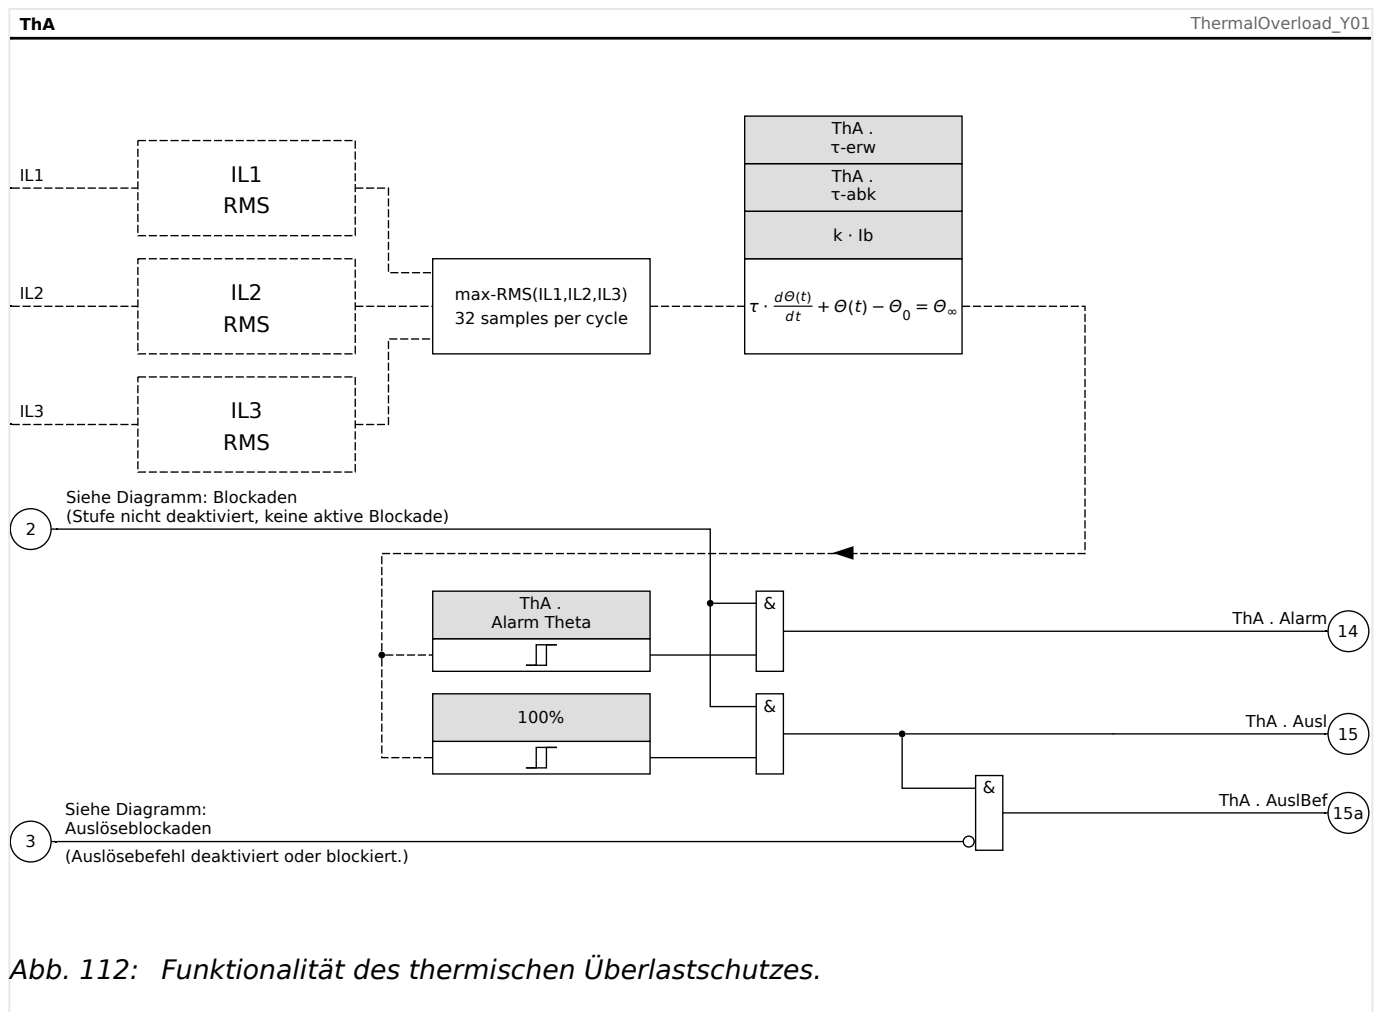 ThA
ThermalOverload_Y01
IL1
IL1
RMS
IL2
IL2
RMS
IL3
IL3
RMS
max-RMS(IL1,IL2,IL3)
32 samples per cycle
ThA .
τ-erw
ThA .
τ-abk
k · Ib
τ · dΘ(t)/dt + Θ(t) − Θ₀ = Θ∞
Siehe Diagramm: Blockaden
(Stufe nicht deaktiviert, keine aktive Blockade)
2
ThA .
Alarm Theta
&
ThA . Alarm
14
100%
&
ThA . Ausl
15
&
ThA . AuslBef
15a
Siehe Diagramm:
Auslöseblockaden
3
(Auslösebefehl deaktiviert oder blockiert.)
Abb. 112: Funktionalität des thermischen Überlastschutzes.